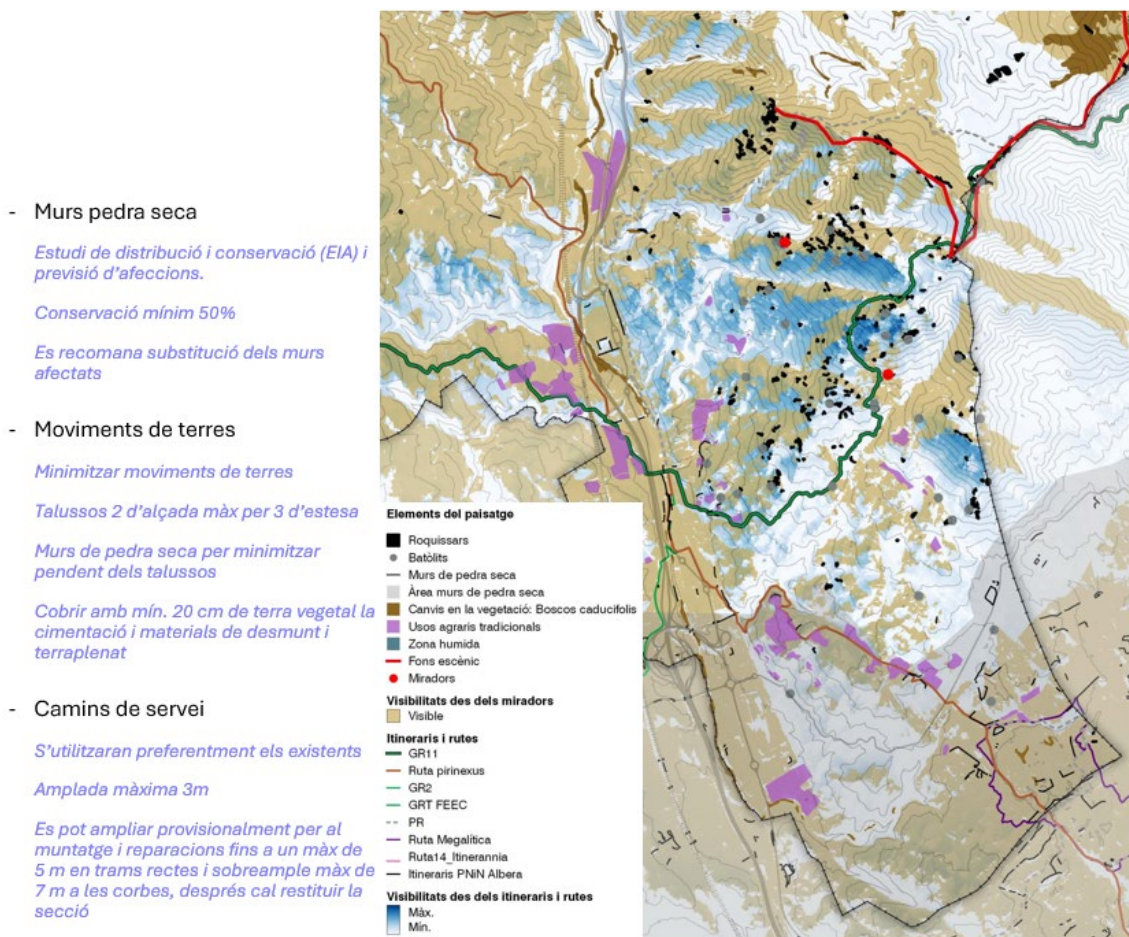 - Murs pedra seca
Estudi de distribució i conservació (EIA) i
previsió d'afeccions.
Conservació mínim 50%
Es recomana substitució dels murs
afectats
- Moviments de terres
Minimitzar moviments de terres
Talussos 2 d'alçada màx per 3 d'estesa
Murs de pedra seca per minimitzar
pendent dels talussos
Cobrir amb mín. 20 cm de terra vegetal la
cimentació i materials de desmunt i
terraplenat
- Camins de servei
S'utilitzaran preferentment els existents
Amplada màxima 3m
Es pot ampliar provisionalment per al
muntatge i reparacions fins a un màx de
5 m en trams rectes i sobreample màx de
7 m a les corbes, després cal restituir la
secció
Elements del paisatge
Roquissars
Batòlits
Murs de pedra seca
Àrea murs de pedra seca
Canvis en la vegetació: Boscos caducifolis
Usos agraris tradicionals
Zona humida
Fons escènic
Miradors
Visibilitats des dels miradors
Visible
Itineraris i rutes
GR11
Ruta pirinexus
GR2
GRT FEEC
PR
Ruta Megalítica
Ruta14_Itinerannia
Itineraris PNiN Albera
Visibilitats des dels itineraris i rutes
Màx.
Mín.